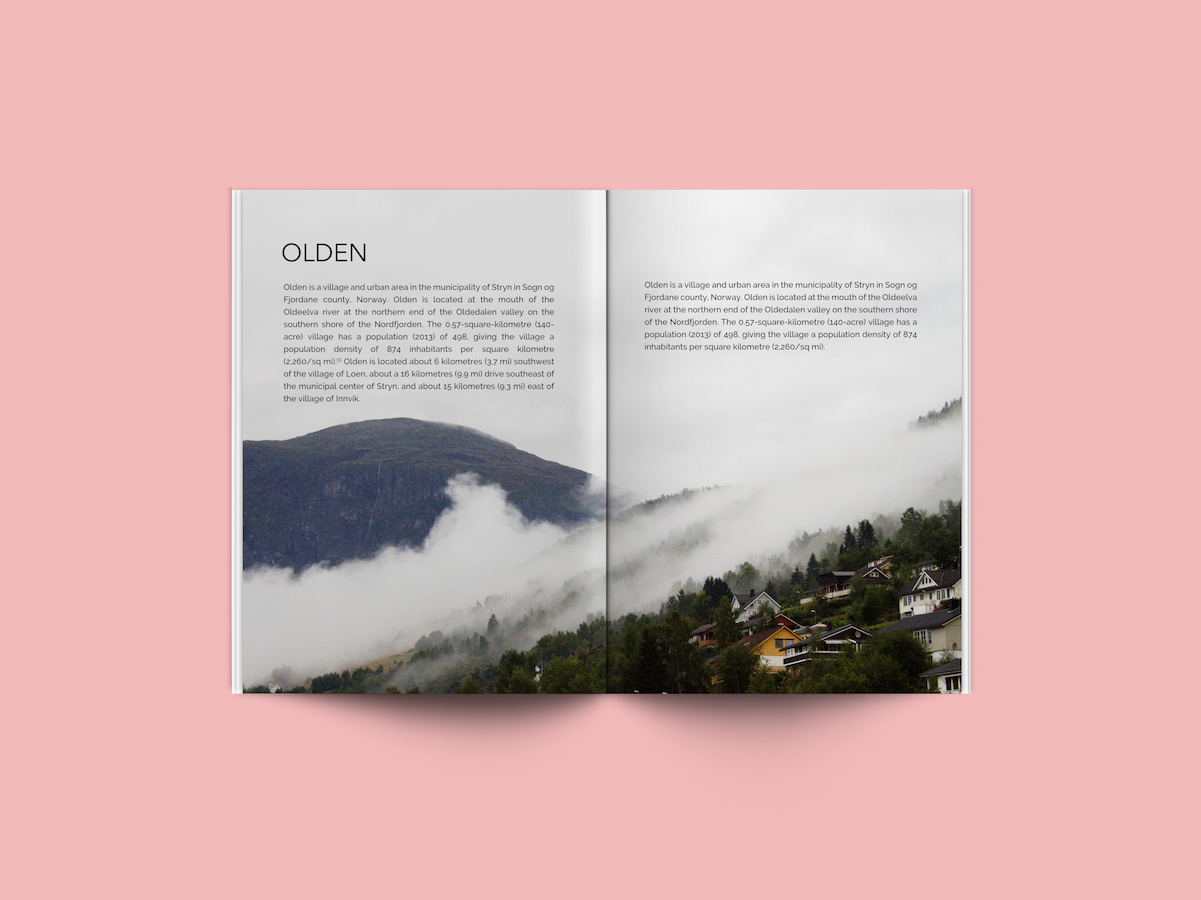 OLDEN
Olden is a village and urban area in the municipality of Stryn in Sogn og
Fjordane county, Norway. Olden is located at the mouth of the
Oldeelva river at the northern end of the Oldedalen valley on the
southern shore of the Nordfjorden. The 0.57-square-kilometre (140-
acre) village has a population (2013) of 498, giving the village a
population density of 874 inhabitants per square kilometre
(2,260/sq mi).[1] Olden is located about 6 kilometres (3.7 mi) southwest
of the village of Loen, about a 16 kilometres (9.9 mi) drive southeast of
the municipal center of Stryn, and about 15 kilometres (9.3 mi) east of
the village of Innvik.
Olden is a village and urban area in the municipality of Stryn in Sogn og
Fjordane county, Norway. Olden is located at the mouth of the Oldeelva
river at the northern end of the Oldedalen valley on the southern shore
of the Nordfjorden. The 0.57-square-kilometre (140-acre) village has a
population (2013) of 498, giving the village a population density of 874
inhabitants per square kilometre (2,260/sq mi).